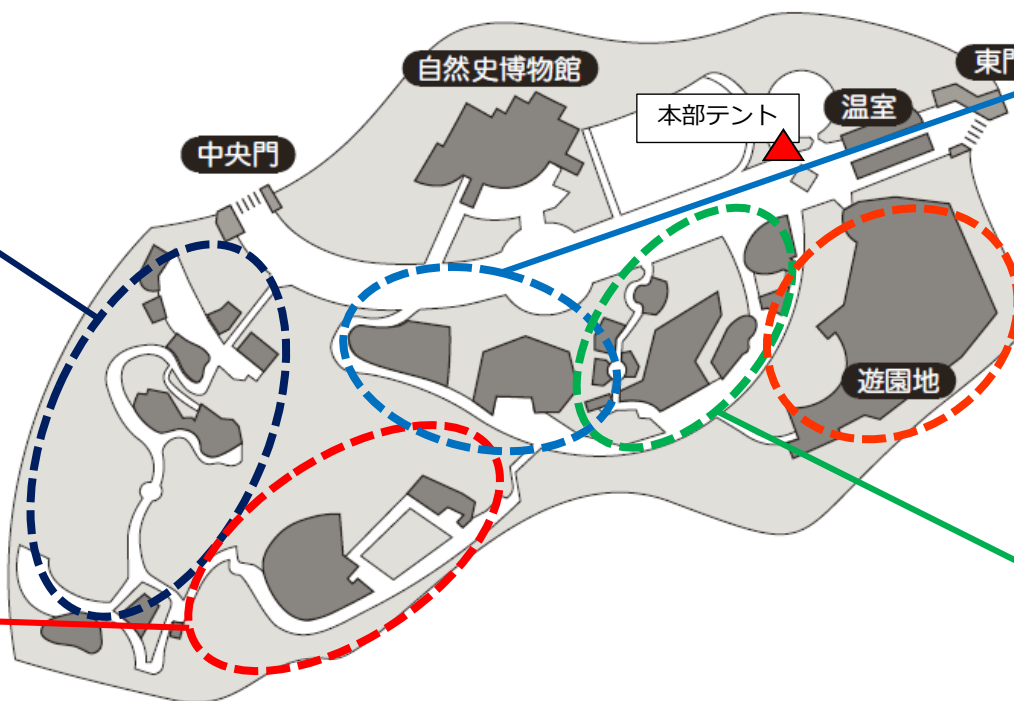 自然史博物館
東門
本部テント
温室
中央門
遊園地